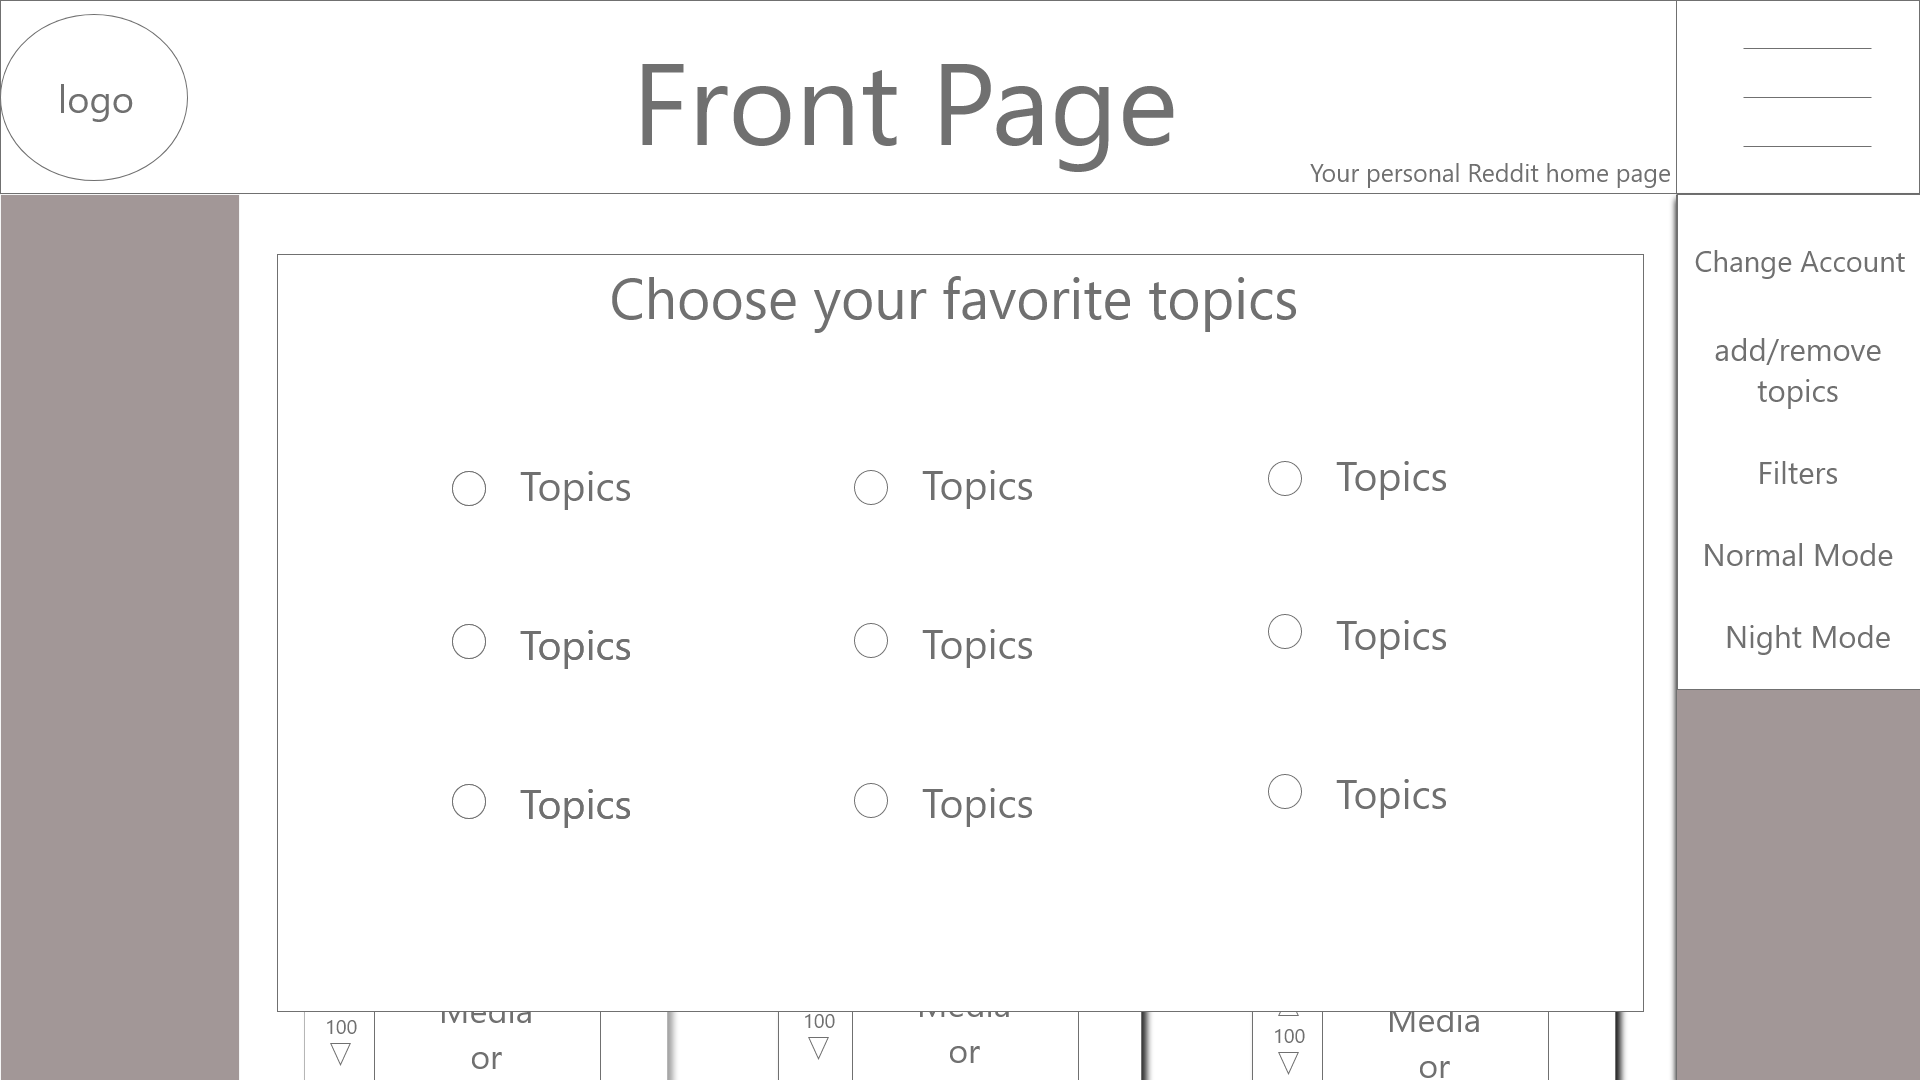 logo
Front Page
Your personal Reddit home page
Change Account
add/remove
topics
Filters
Normal Mode
Night Mode
Choose your favorite topics
Topics
Topics
Topics
Topics
Topics
Topics
Topics
Topics
Topics
100
Media
or
100
Media
or
100
Media
or